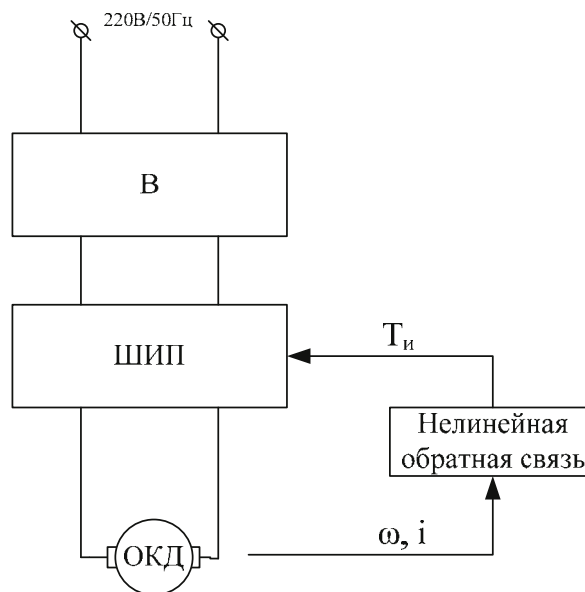 220В/50Гц
В
ШИП
Tи
Нелинейная
обратная связь
ОКД
ω, i